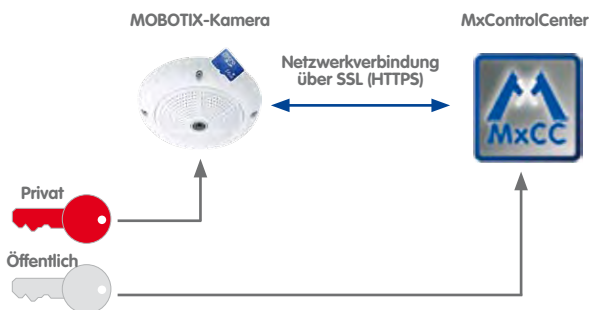 MOBOTIX-Kamera
MxControlCenter
Netzwerkverbindung
über SSL (HTTPS)
MxCC
Privat
Öffentlich